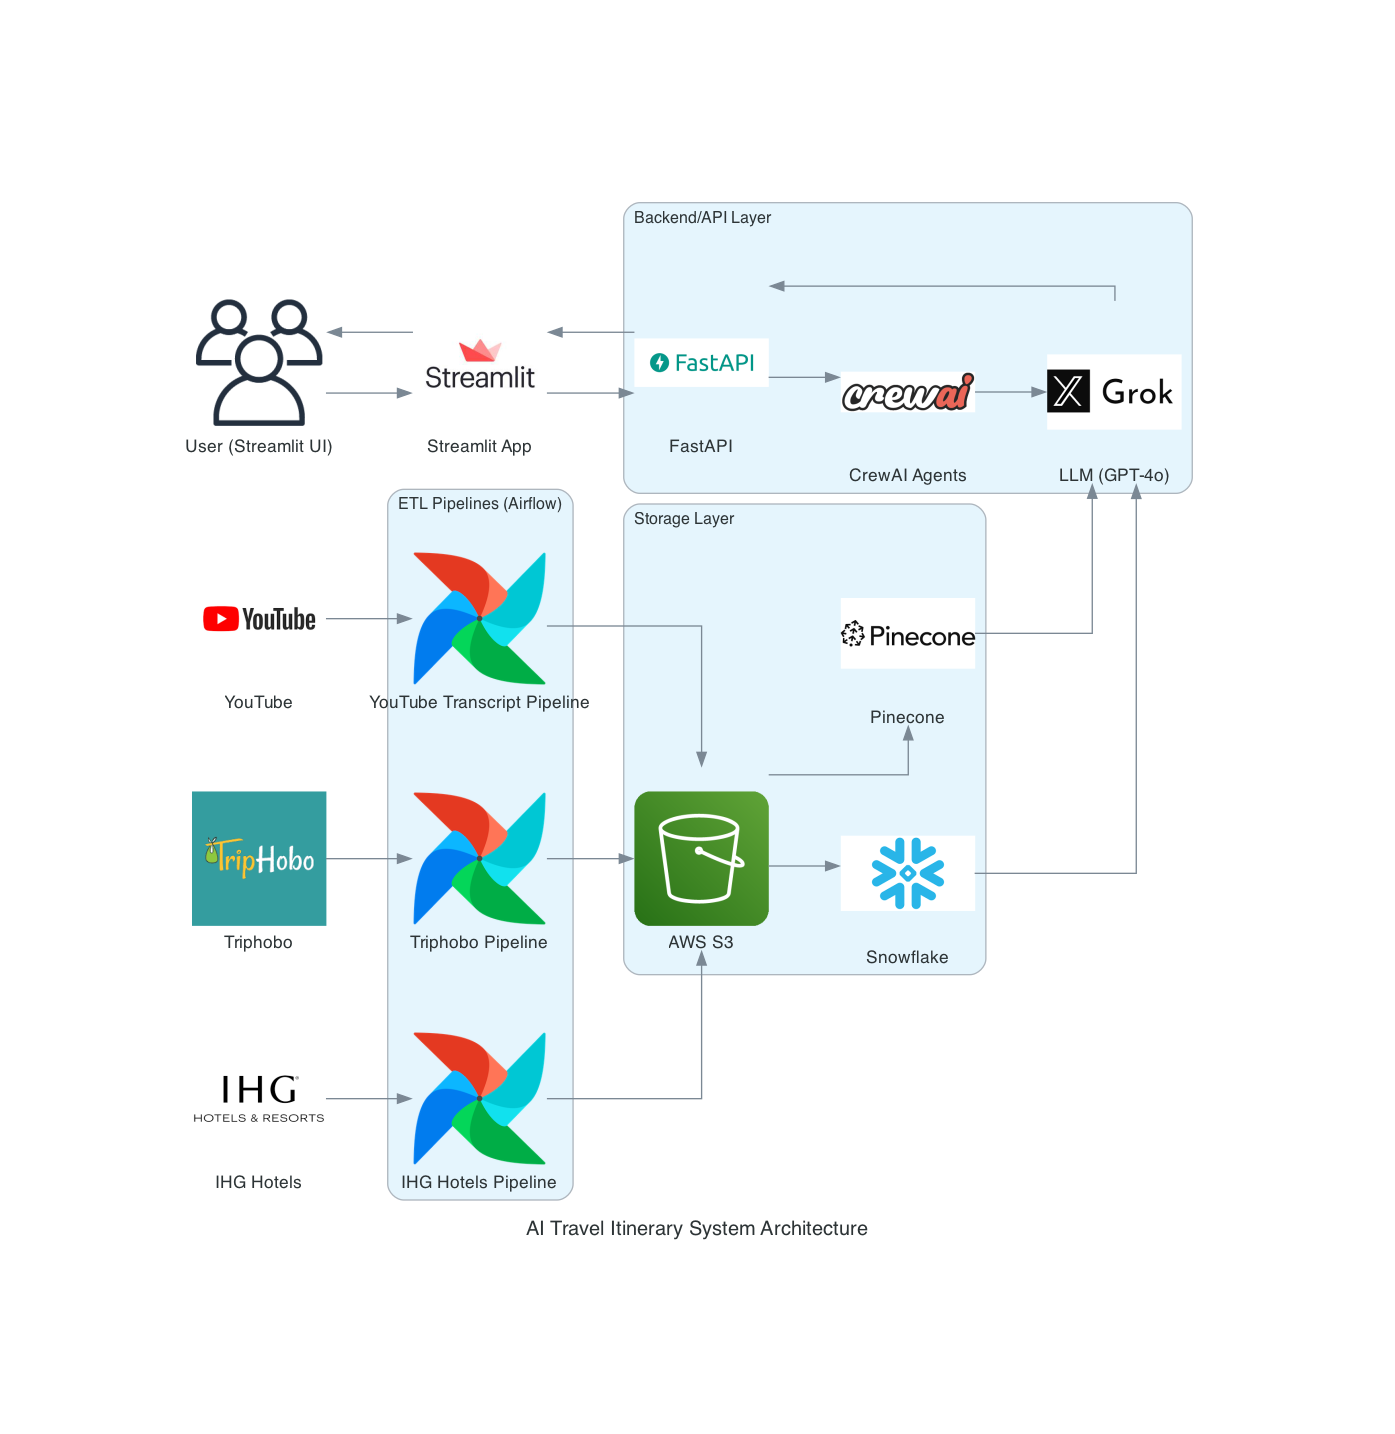 Backend/API Layer
Streamlit
FastAPI
crewai
Grok
User (Streamlit UI)
Streamlit App
FastAPI
CrewAI Agents
LLM (GPT-4o)
ETL Pipelines (Airflow)
Storage Layer
YouTube
Pinecone
YouTube
YouTube Transcript Pipeline
Pinecone
TripHobo
Triphobo
Triphobo Pipeline
AWS S3
Snowflake
IHG
HOTELS & RESORTS
IHG Hotels
IHG Hotels Pipeline
AI Travel Itinerary System Architecture